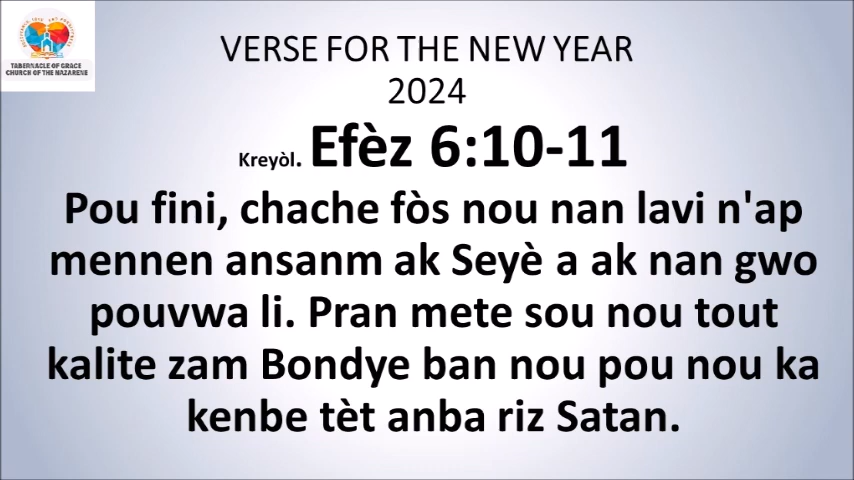 TABERNACLE OF GRACE
CHURCH OF THE NAZARENE
VERSE FOR THE NEW YEAR
2024
Kreyòl. Efèz 6:10-11
Pou fini, chache fòs nou nan lavi n'ap
mennen ansanm ak Seyè a ak nan gwo
pouvwa li. Pran mete sou nou tout
kalite zam Bondye ban nou pou nou ka
kenbe tèt anba riz Satan.